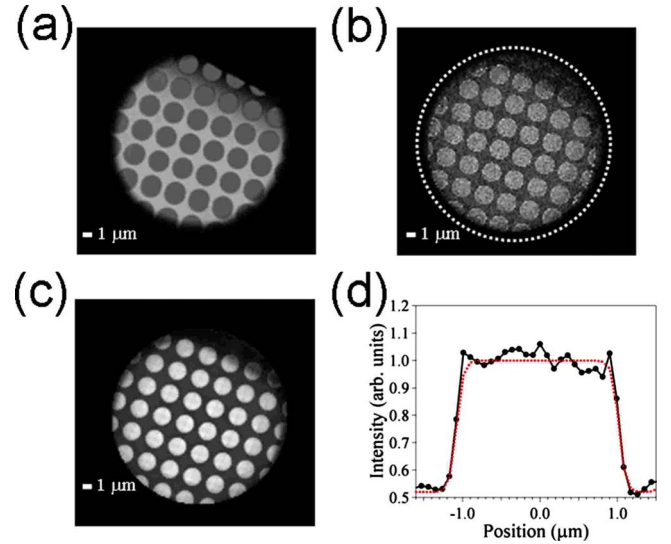 (a)
(b)
1 μm
1 μm
(c)
(d)
1 μm
Intensity (arb. units)
1.2
1.1
1.0
0.9
0.8
0.7
0.6
0.5
-1.0
0.0
1.0
Position (μm)